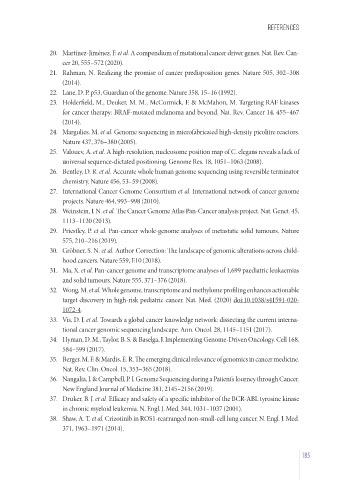 REFERENCES
20. Martínez-Jiménez, F. et al. A compendium of mutational cancer driver genes. Nat. Rev. Can-
cer 20, 555–572 (2020).
21. Rahman, N. Realizing the promise of cancer predisposition genes. Nature 505, 302–308
(2014).
22. Lane, D. P. p53, Guardian of the genome. Nature 358, 15–16 (1992).
23. Holderfield, M., Deuker, M. M., McCormick, F. & McMahon, M. Targeting RAF kinases
for cancer therapy: BRAF-mutated melanoma and beyond. Nat. Rev. Cancer 14, 455–467
(2014).
24. Margulies, M. et al. Genome sequencing in microfabricated high-density picolitre reactors.
Nature 437, 376–380 (2005).
25. Valouev, A. et al. A high-resolution, nucleosome position map of C. elegans reveals a lack of
universal sequence-dictated positioning. Genome Res. 18, 1051–1063 (2008).
26. Bentley, D. R. et al. Accurate whole human genome sequencing using reversible terminator
chemistry. Nature 456, 53–59 (2008).
27. International Cancer Genome Consortium et al. International network of cancer genome
projects. Nature 464, 993–998 (2010).
28. Weinstein, J. N. et al. The Cancer Genome Atlas Pan-Cancer analysis project. Nat. Genet. 45,
1113–1120 (2013).
29. Priestley, P. et al. Pan-cancer whole-genome analyses of metastatic solid tumours. Nature
575, 210–216 (2019).
30. Gröbner, S. N. et al. Author Correction: The landscape of genomic alterations across child-
hood cancers. Nature 559, E10 (2018).
31. Ma, X. et al. Pan-cancer genome and transcriptome analyses of 1,699 paediatric leukaemias
and solid tumours. Nature 555, 371–376 (2018).
32. Wong, M. et al. Whole genome, transcriptome and methylome profiling enhances actionable
target discovery in high-risk pediatric cancer. Nat. Med. (2020) doi:10.1038/s41591-020-
1072-4.
33. Vis, D. J. et al. Towards a global cancer knowledge network: dissecting the current interna-
tional cancer genomic sequencing landscape. Ann. Oncol. 28, 1145–1151 (2017).
34. Hyman, D. M., Taylor, B. S. & Baselga, J. Implementing Genome-Driven Oncology. Cell 168,
584–599 (2017).
35. Berger, M. F. & Mardis, E. R. The emerging clinical relevance of genomics in cancer medicine.
Nat. Rev. Clin. Oncol. 15, 353–365 (2018).
36. Nangalia, J. & Campbell, P. J. Genome Sequencing during a Patient's Journey through Cancer.
New England Journal of Medicine 381, 2145–2156 (2019).
37. Druker, B. J. et al. Efficacy and safety of a specific inhibitor of the BCR-ABL tyrosine kinase
in chronic myeloid leukemia. N. Engl. J. Med. 344, 1031–1037 (2001).
38. Shaw, A. T. et al. Crizotinib in ROS1-rearranged non-small-cell lung cancer. N. Engl. J. Med.
371, 1963–1971 (2014).
185